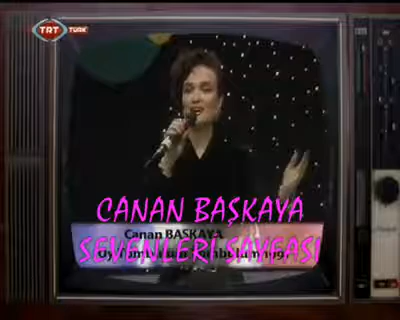 TRT TÜRK
CANAN BAŞKAYA
Canan BAŞKAYA
SEVENLERİ SAYFASI